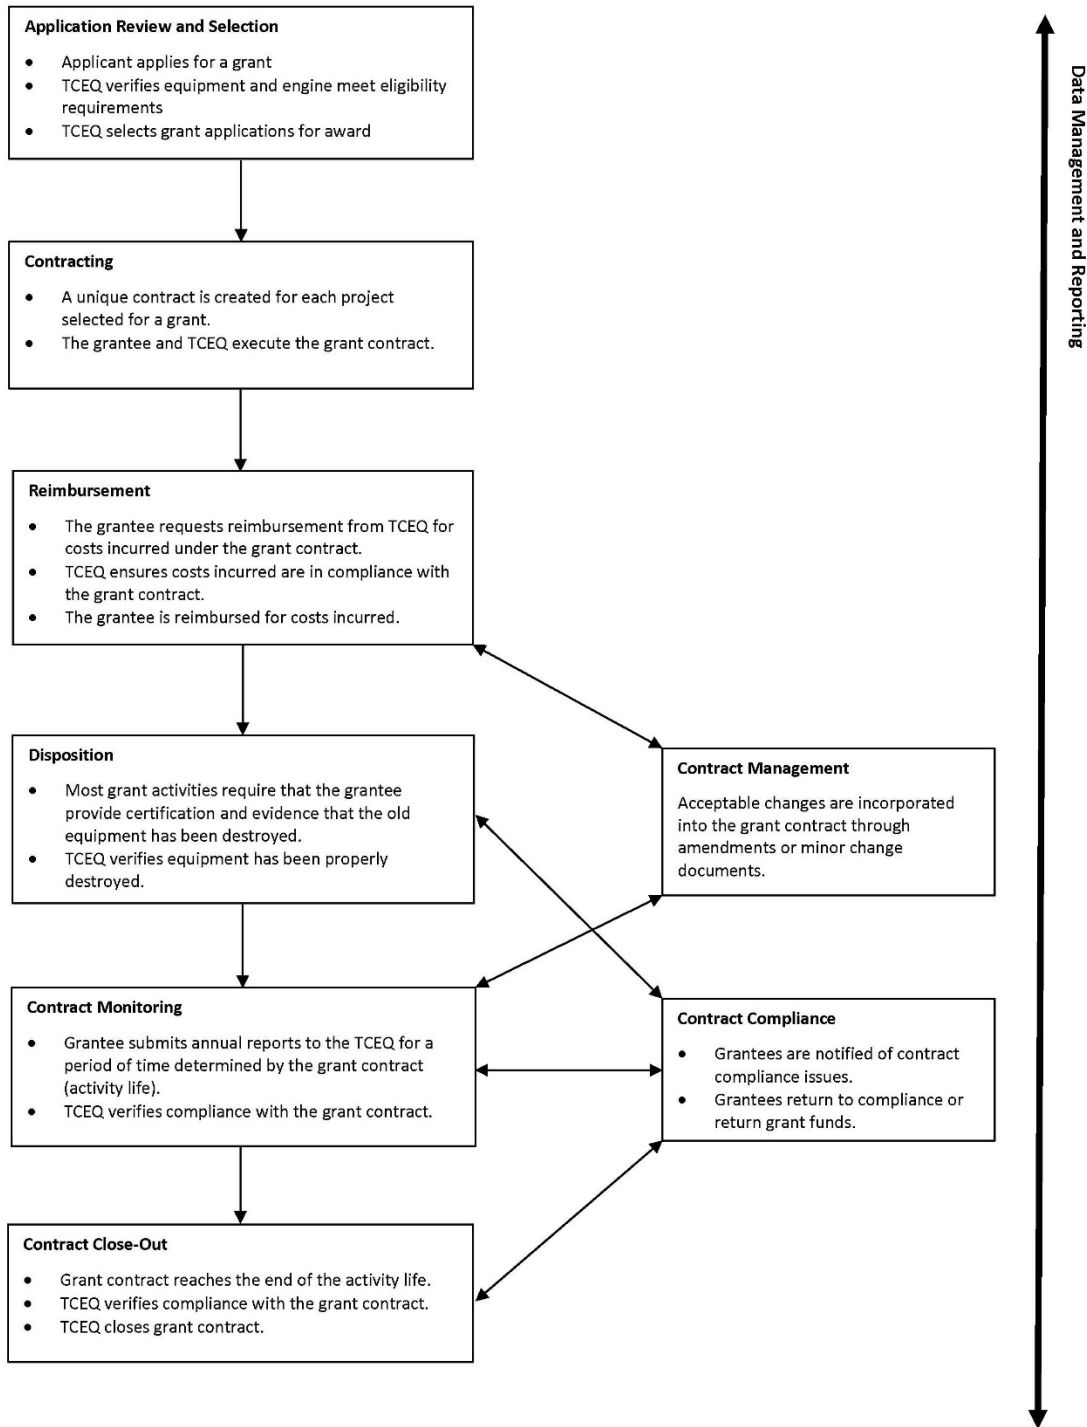 Application Review and Selection
• Applicant applies for a grant
• TCEQ verifies equipment and engine meet eligibility
requirements
• TCEQ selects grant applications for award
Data Management and Reporting
Contracting
• A unique contract is created for each project
selected for a grant.
• The grantee and TCEQ execute the grant contract.
Reimbursement
• The grantee requests reimbursement from TCEQ for
costs incurred under the grant contract.
• TCEQ ensures costs incurred are in compliance with
the grant contract.
• The grantee is reimbursed for costs incurred.
Disposition
• Most grant activities require that the grantee
provide certification and evidence that the old
equipment has been destroyed.
• TCEQ verifies equipment has been properly
destroyed.
Contract Management
Acceptable changes are incorporated
into the grant contract through
amendments or minor change
documents.
Contract Monitoring
• Grantee submits annual reports to the TCEQ for a
period of time determined by the grant contract
(activity life).
• TCEQ verifies compliance with the grant contract.
Contract Compliance
• Grantees are notified of contract
compliance issues.
• Grantees return to compliance or
return grant funds.
Contract Close-Out
• Grant contract reaches the end of the activity life.
• TCEQ verifies compliance with the grant contract.
• TCEQ closes grant contract.